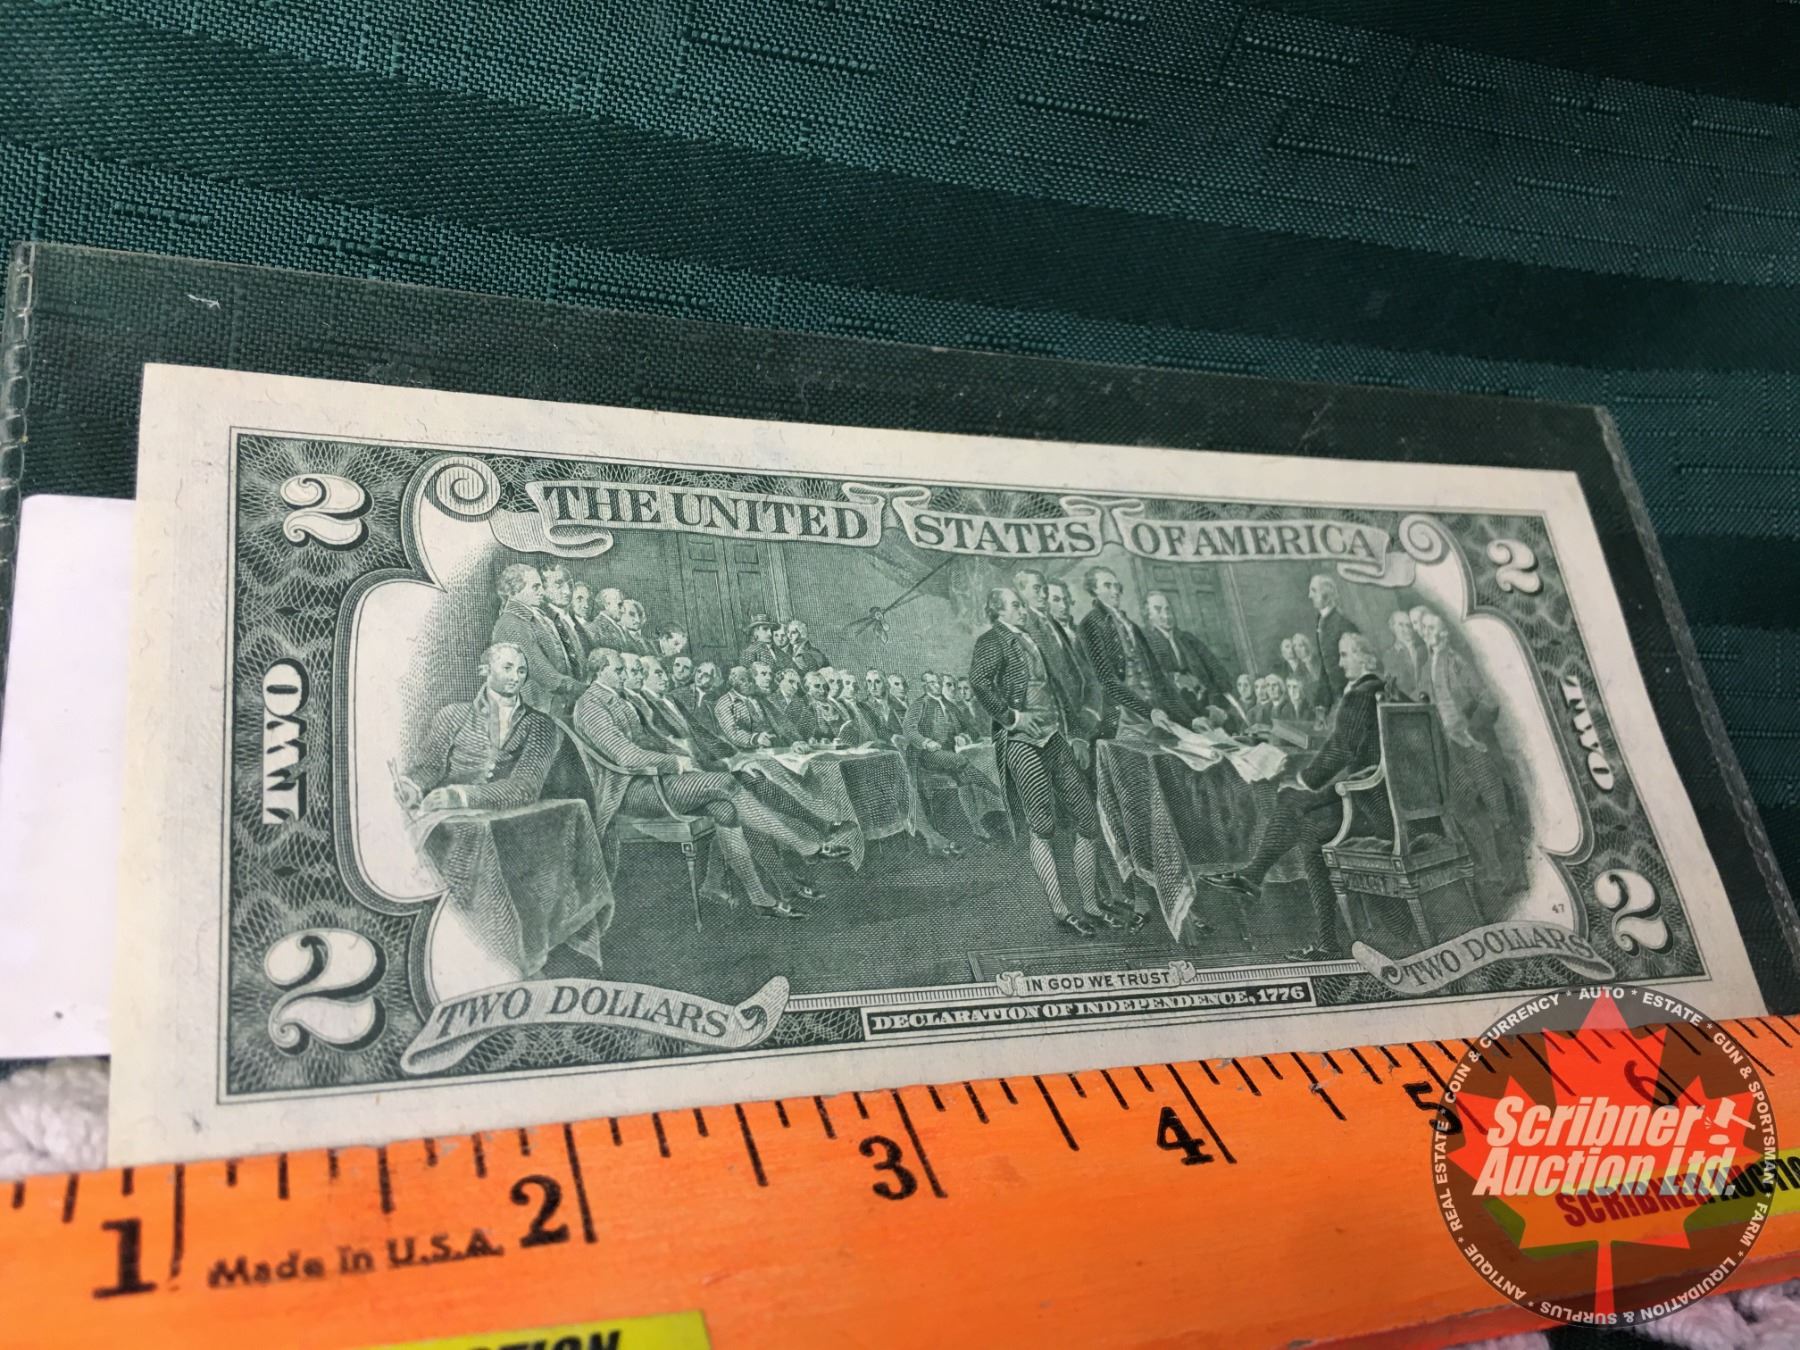 2 THE UNITED STATES OF AMERICA 2
TWO TWO
47
2 TWO DOLLARS IN GOD WE TRUST TWO DOLLARS 2
DECLARATION OF INDEPENDENCE, 1776
1 2 3 4 5 6
Made in U.S.A.
COIN & CURRENCY * AUTO * ESTATE * GUN & SPORTSMAN * FARM * LIQUIDATION & SURPLUS * ANTIQUE * REAL ESTATE *
Scribner
Auction Ltd.